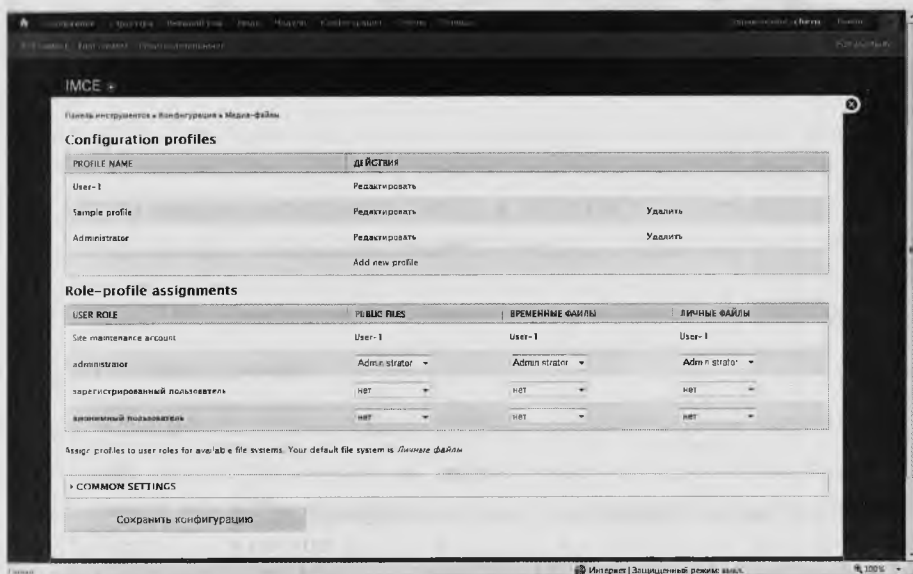 IMCE
Панель инструментов » Конфигурация » Медиа-файлы
Configuration profiles
PROFILE NAME ДЕЙСТВИЯ
User-1 Редактировать
Sample profile Редактировать Удалить
Administrator Редактировать Удалить
Add new profile
Role-profile assignments
USER ROLE PUBLIC FILES ВРЕМЕННЫЕ ФАЙЛЫ ЛИЧНЫЕ ФАЙЛЫ
Site maintenance account User-1 User-1 User-1
administrator Administrator Administrator Administrator
зарегистрированный пользователь нет нет нет
анонимный пользователь нет нет нет
Assign profiles to user roles for available file systems. Your default file system is Личные файлы
COMMON SETTINGS
Сохранить конфигурацию
Интернет | Защищенный режим: выкл. 100%